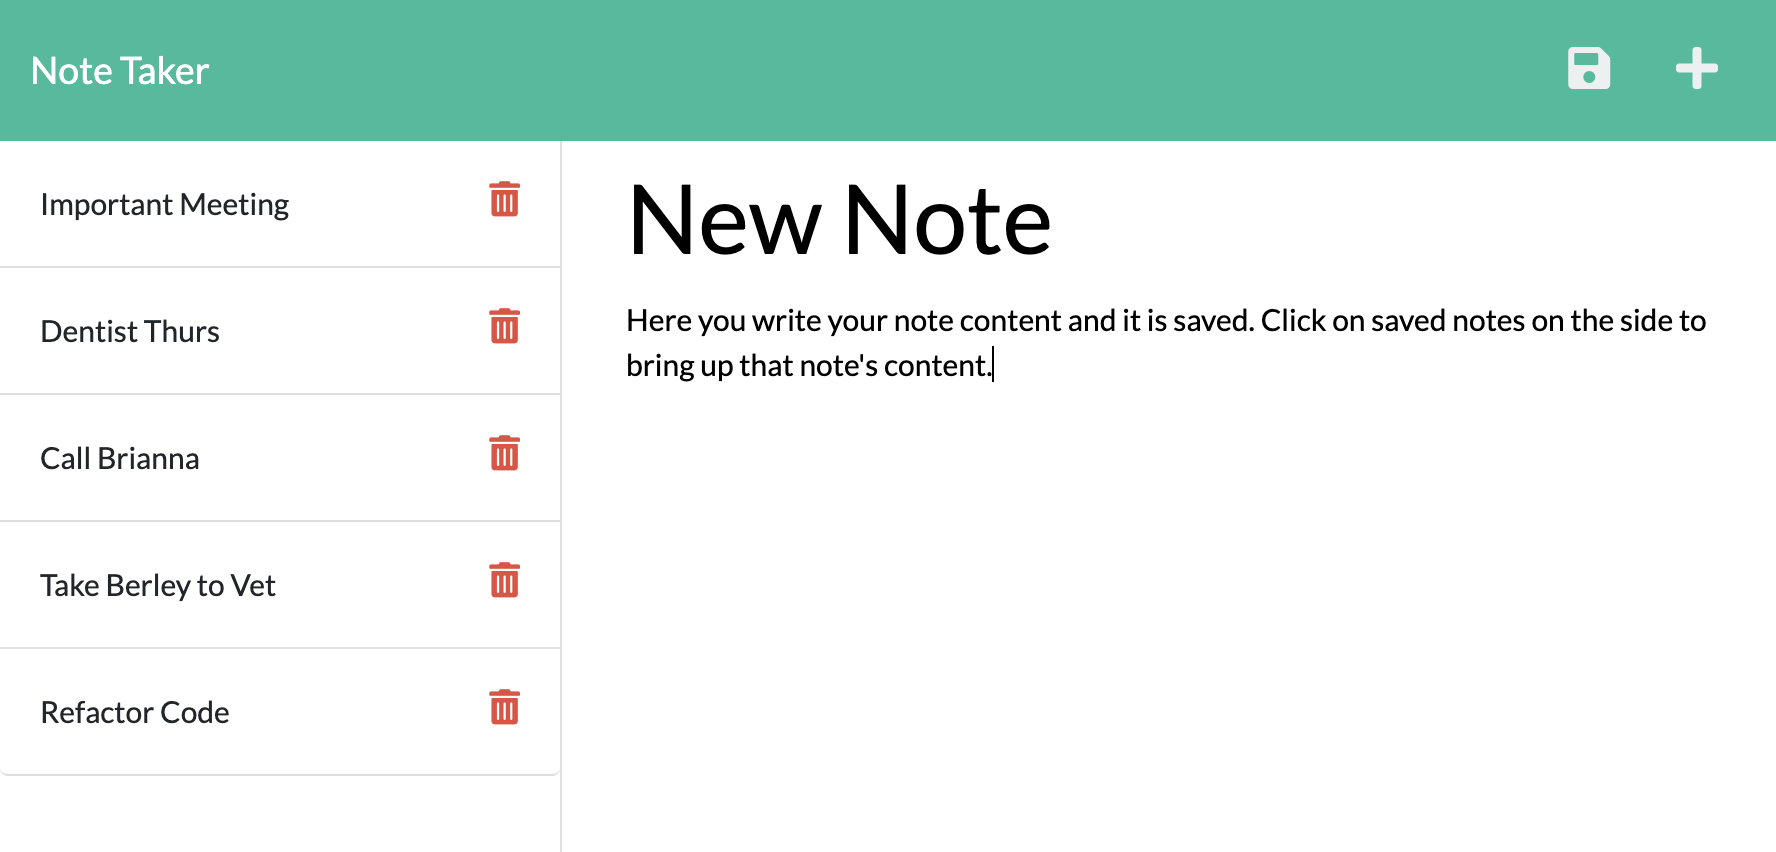 Note Taker
Important Meeting
Dentist Thurs
Call Brianna
Take Berley to Vet
Refactor Code
New Note
Here you write your note content and it is saved. Click on saved notes on the side to
bring up that note's content.